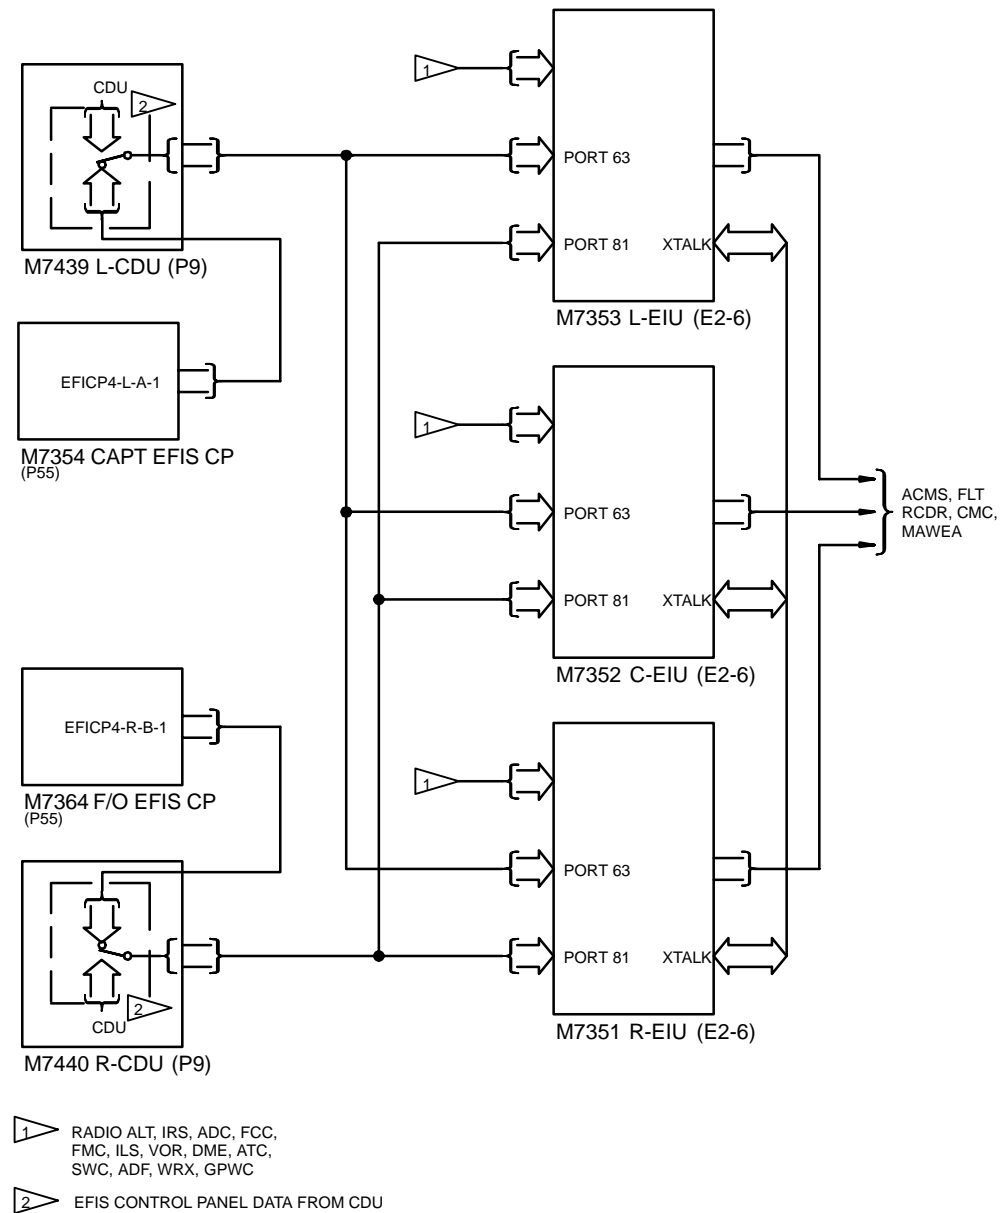 1
CDU
2
PORT 63
PORT 81 XTALK
M7439 L-CDU (P9)
M7353 L-EIU (E2-6)
EFICP4-L-A-1
M7354 CAPT EFIS CP
(P55)
1
PORT 63
ACMS, FLT
RCDR, CMC,
MAWEA
PORT 81 XTALK
M7352 C-EIU (E2-6)
EFICP4-R-B-1
M7364 F/O EFIS CP
(P55)
1
PORT 63
PORT 81 XTALK
2
CDU
M7351 R-EIU (E2-6)
M7440 R-CDU (P9)
1 RADIO ALT, IRS, ADC, FCC,
FMC, ILS, VOR, DME, ATC,
SWC, ADF, WRX, GPWC
2 EFIS CONTROL PANEL DATA FROM CDU